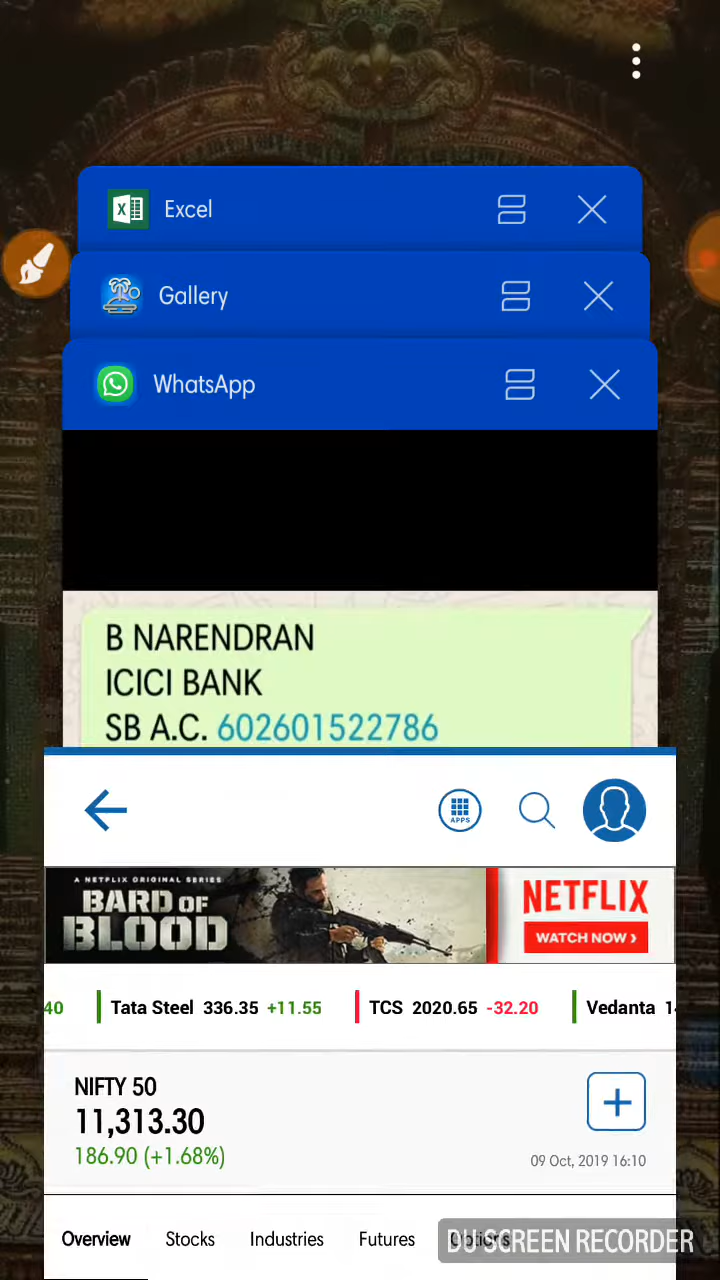 Excel
Gallery
WhatsApp
B NARENDRAN
ICICI BANK
SB A.C. 602601522786
APPS
A NETFLIX ORIGINAL SERIES
BARD OF
BLOOD
NETFLIX
WATCH NOW ›
40 Tata Steel 336.35 +11.55 TCS 2020.65 -32.20 Vedanta
NIFTY 50
11,313.30
186.90 (+1.68%)
09 Oct, 2019 16:10
Overview Stocks Industries Futures Options
DU SCREEN RECORDER